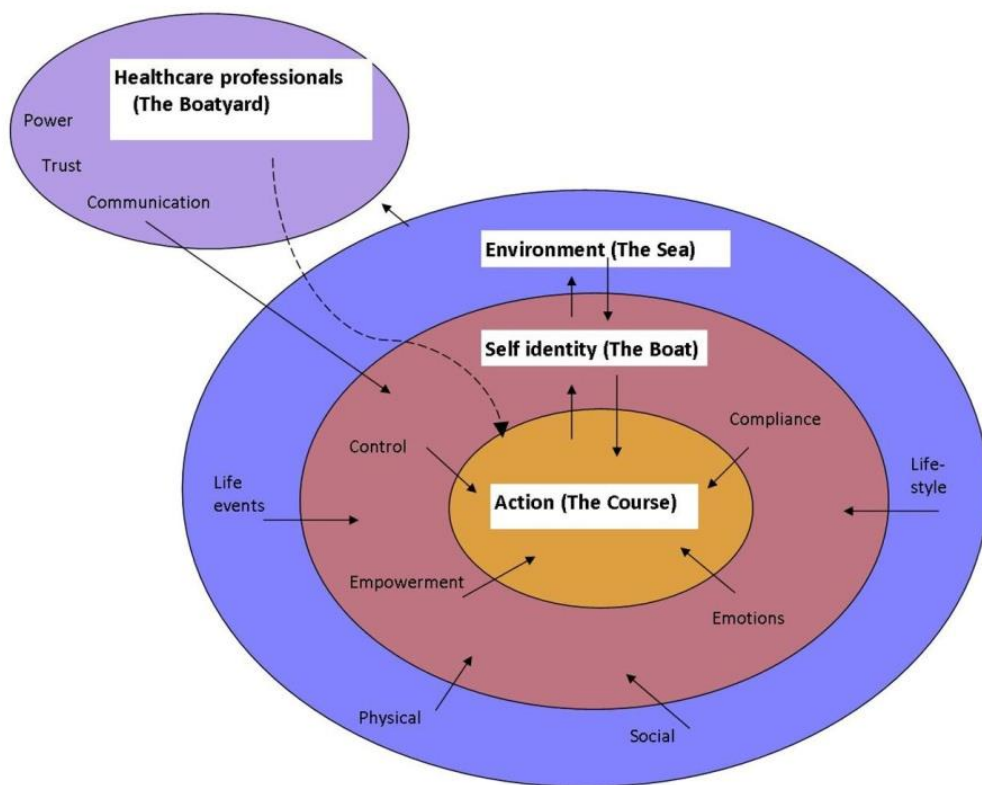 Healthcare professionals
(The Boatyard)
Power
Trust
Communication
Environment (The Sea)
Self identity (The Boat)
Compliance
Control
Life-
style
Life
events
Action (The Course)
Empowerment
Emotions
Physical
Social